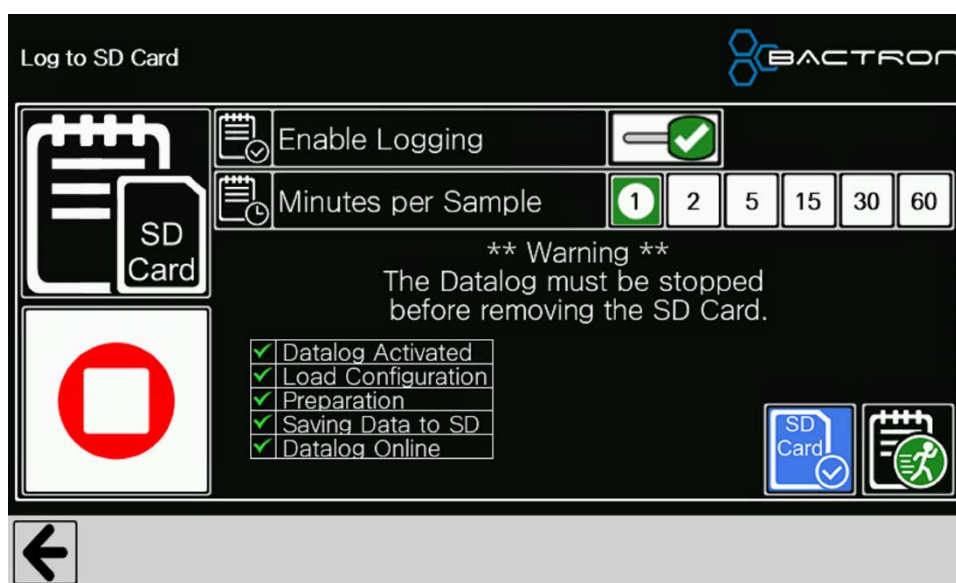 Log to SD Card
BACTRON
SD
Card
Enable Logging
Minutes per Sample
1 2 5 15 30 60
** Warning **
The Datalog must be stopped
before removing the SD Card.
Datalog Activated
Load Configuration
Preparation
Saving Data to SD
Datalog Online
SD
Card